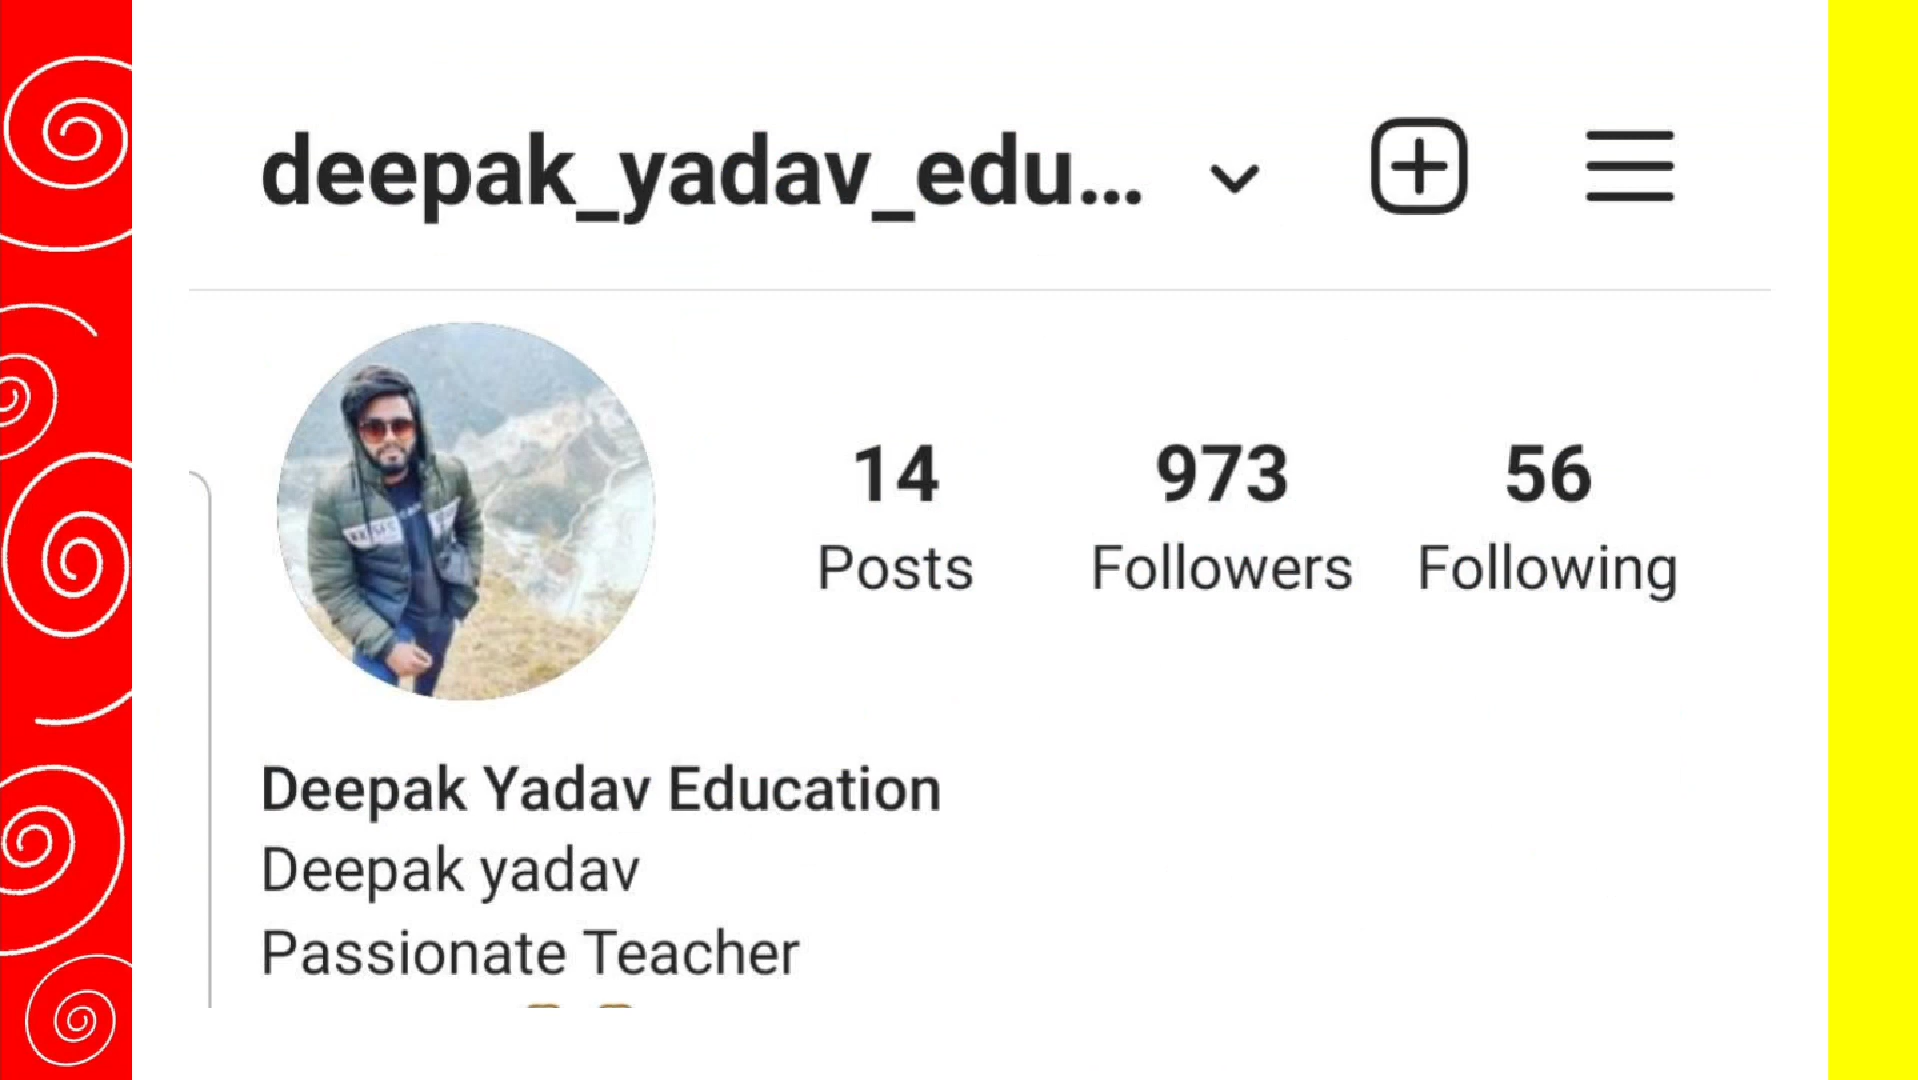 deepak_yadav_edu...
14 973 56
Posts Followers Following
Deepak Yadav Education
Deepak yadav
Passionate Teacher